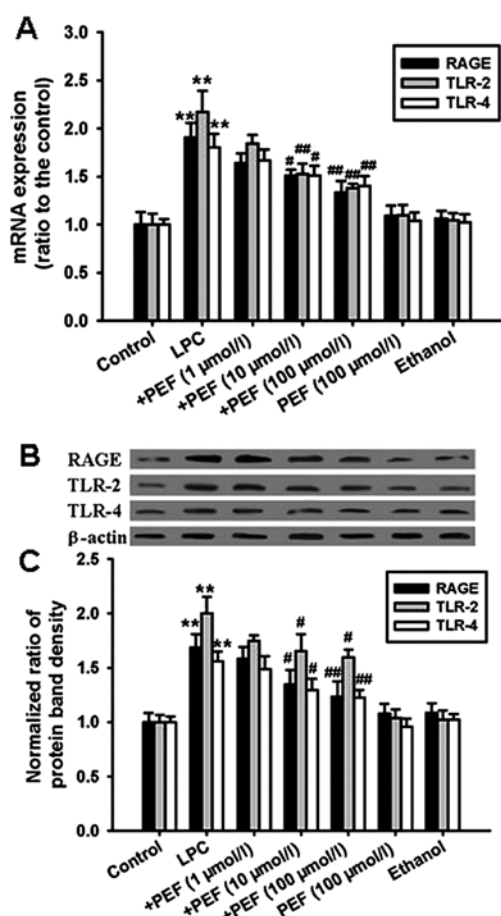 A
mRNA expression
(ratio to the control)
3.0
2.5
2.0
1.5
1.0
0.5
0.0
RAGE
TLR-2
TLR-4
** ** **
# ## #
## ## ##
Control
LPC
+PEF (1 µmol/l)
+PEF (10 µmol/l)
+PEF (100 µmol/l)
PEF (100 µmol/l)
Ethanol
B
RAGE
TLR-2
TLR-4
β-actin
C
Normalized ratio of
protein band density
2.5
2.0
1.5
1.0
0.5
0.0
RAGE
TLR-2
TLR-4
** ** **
# # #
## # ##
Control
LPC
+PEF (1 µmol/l)
+PEF (10 µmol/l)
+PEF (100 µmol/l)
PEF (100 µmol/l)
Ethanol